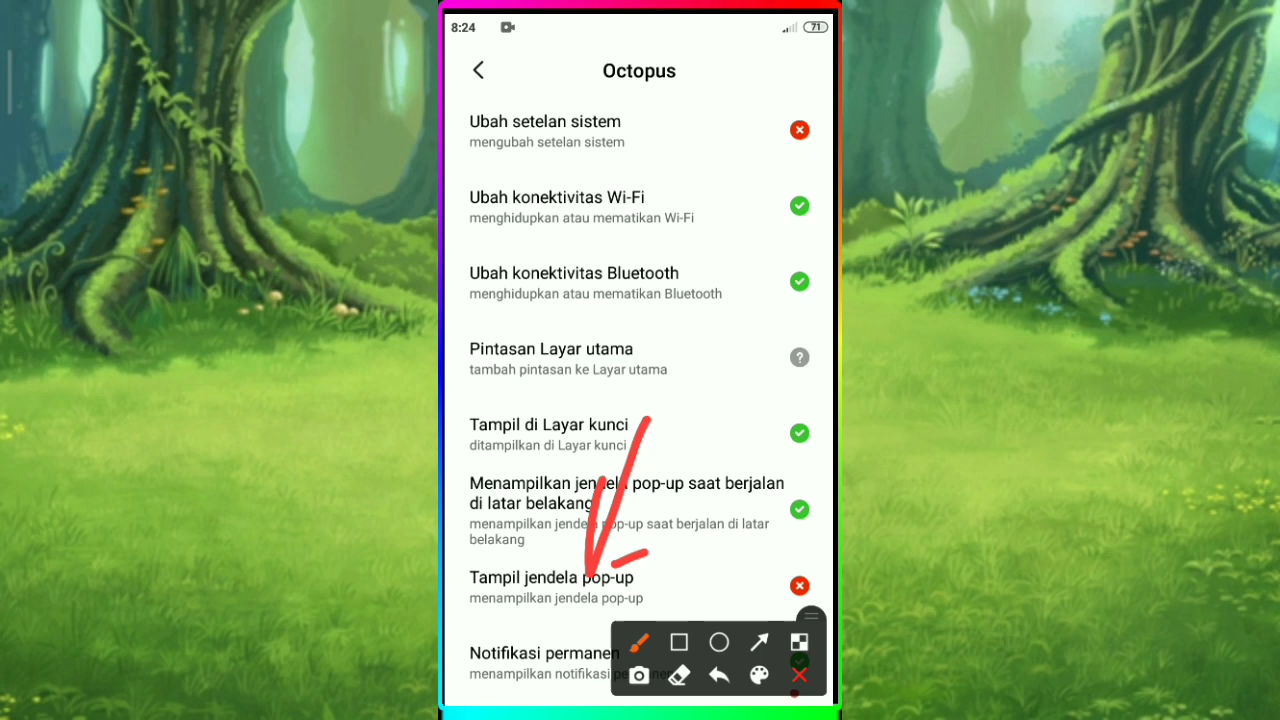 8:24
71
Octopus
Ubah setelan sistem
mengubah setelan sistem
Ubah konektivitas Wi-Fi
menghidupkan atau mematikan Wi-Fi
Ubah konektivitas Bluetooth
menghidupkan atau mematikan Bluetooth
Pintasan Layar utama
tambah pintasan ke Layar utama
?
Tampil di Layar kunci
ditampilkan di Layar kunci
Menampilkan jendela pop-up saat berjalan
di latar belakang
menampilkan jendela pop-up saat berjalan di latar
belakang
Tampil jendela pop-up
menampilkan jendela pop-up
Notifikasi permanen
menampilkan notifikasi